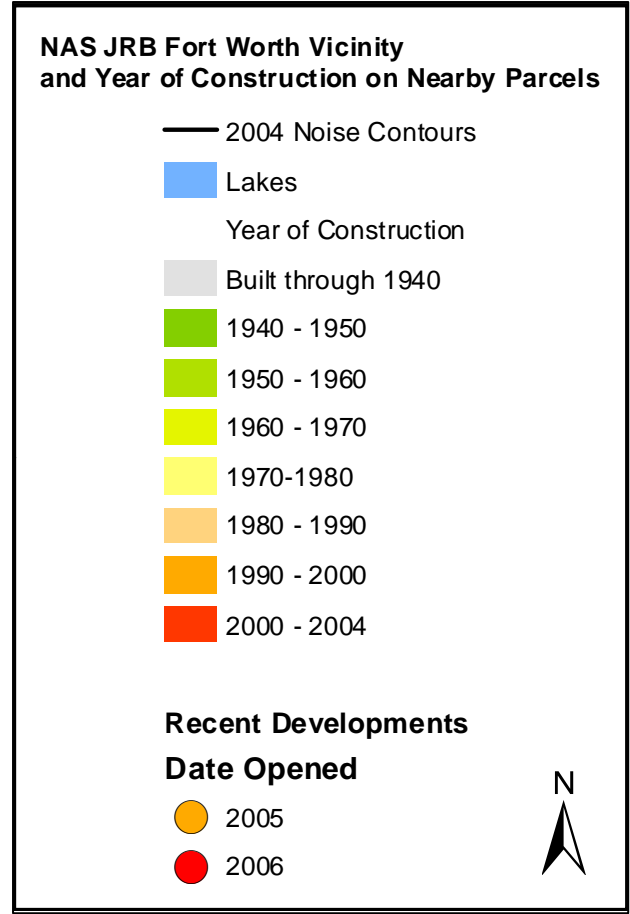 NAS JRB Fort Worth Vicinity
and Year of Construction on Nearby Parcels
2004 Noise Contours
Lakes
Year of Construction
Built through 1940
1940 - 1950
1950 - 1960
1960 - 1970
1970-1980
1980 - 1990
1990 - 2000
2000 - 2004
Recent Developments
Date Opened
N
2005
2006